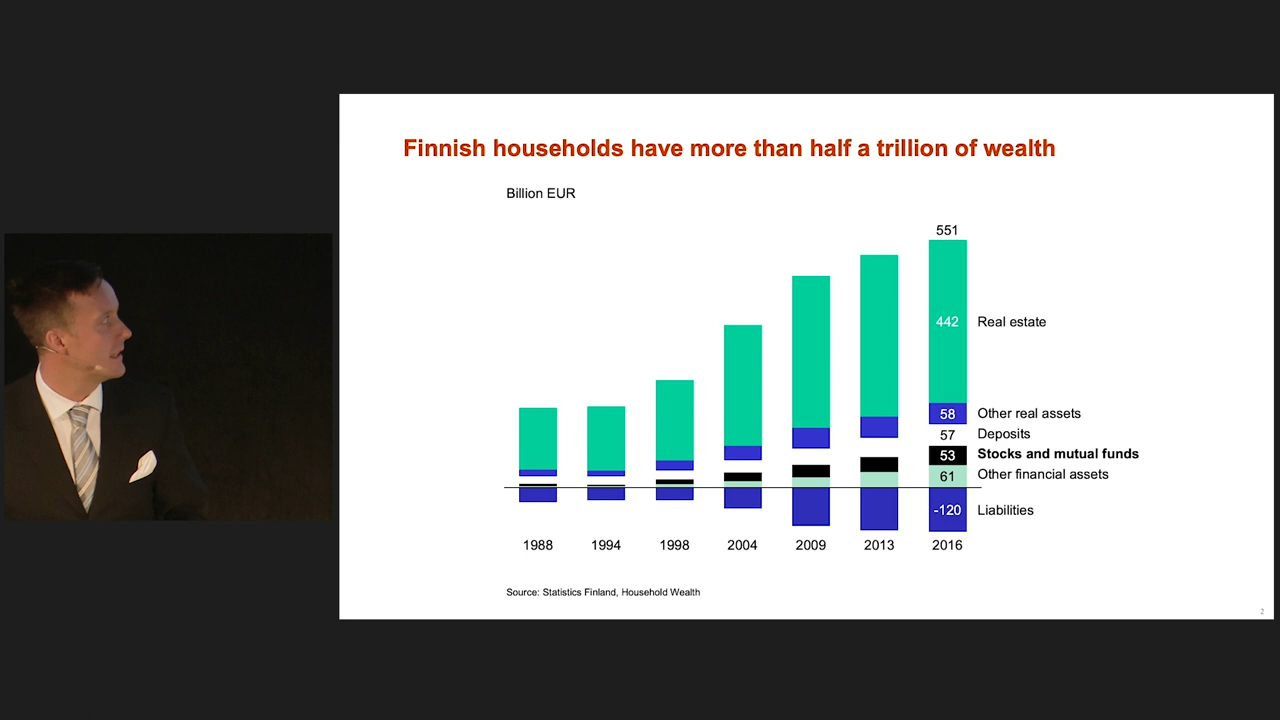 Finnish households have more than half a trillion of wealth
Billion EUR
551
442 Real estate
58 Other real assets
57 Deposits
53 Stocks and mutual funds
61 Other financial assets
-120 Liabilities
1988 1994 1998 2004 2009 2013 2016
Source: Statistics Finland, Household Wealth
2